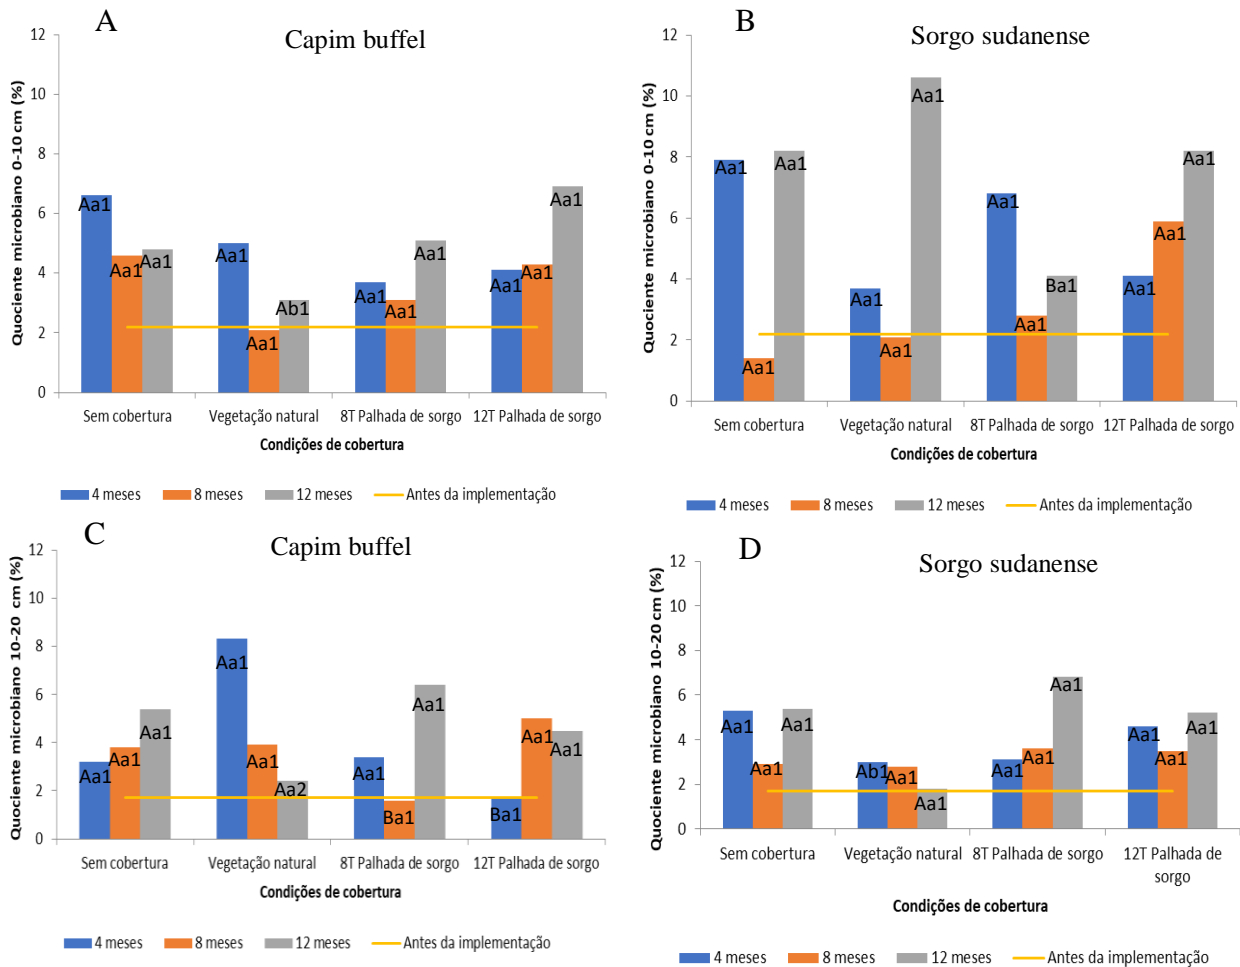 A
Capim buffel
Quociente microbiano 0-10 cm (%)
12
10
8
6
4
2
0
Aa1
Aa1
Aa1
Aa1
Aa1
Ab1
Aa1
Aa1
Aa1
Aa1
Aa1
Aa1
Sem cobertura
Vegetação natural
8T Palhada de sorgo
12T Palhada de sorgo
Condições de cobertura
4 meses
8 meses
12 meses
Antes da implementação
B
Sorgo sudanense
Quociente microbiano 0-10 cm (%)
12
10
8
6
4
2
0
Aa1
Aa1
Aa1
Aa1
Aa1
Aa1
Aa1
Aa1
Ba1
Aa1
Aa1
Aa1
Sem cobertura
Vegetação natural
8T Palhada de sorgo
12T Palhada de sorgo
Condições de cobertura
4 meses
8 meses
12 meses
Antes da implementação
C
Capim buffel
Quociente microbiano 10-20 cm (%)
12
10
8
6
4
2
0
Aa1
Aa1
Aa1
Aa1
Aa1
Aa2
Aa1
Ba1
Aa1
Ba1
Aa1
Aa1
Sem cobertura
Vegetação natural
8T Palhada de sorgo
12T Palhada de sorgo
Condições de cobertura
4 meses
8 meses
12 meses
Antes da implementação
D
Sorgo sudanense
Quociente microbiano 10-20 cm (%)
12
10
8
6
4
2
0
Aa1
Aa1
Aa1
Ab1
Aa1
Aa1
Aa1
Aa1
Aa1
Aa1
Aa1
Aa1
Sem cobertura
Vegetação natural
8T Palhada de sorgo
12T Palhada de
sorgo
Condições de cobertura
4 meses
8 meses
12 meses
Antes da implementação